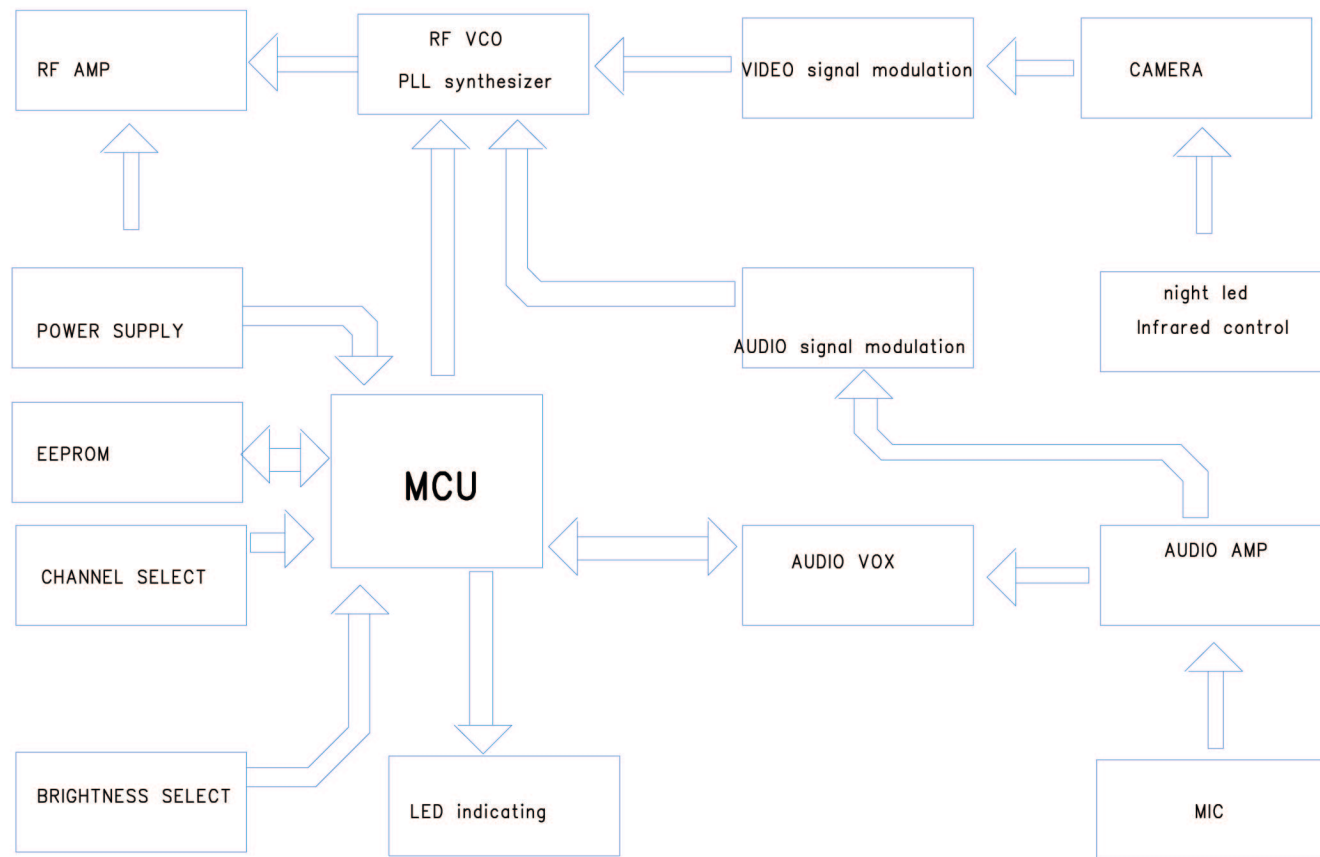 RF AMP
RF VCO
PLL synthesizer
VIDEO signal modulation
CAMERA
POWER SUPPLY
AUDIO signal modulation
night led
Infrared control
EEPROM
MCU
CHANNEL SELECT
AUDIO VOX
AUDIO AMP
BRIGHTNESS SELECT
LED indicating
MIC